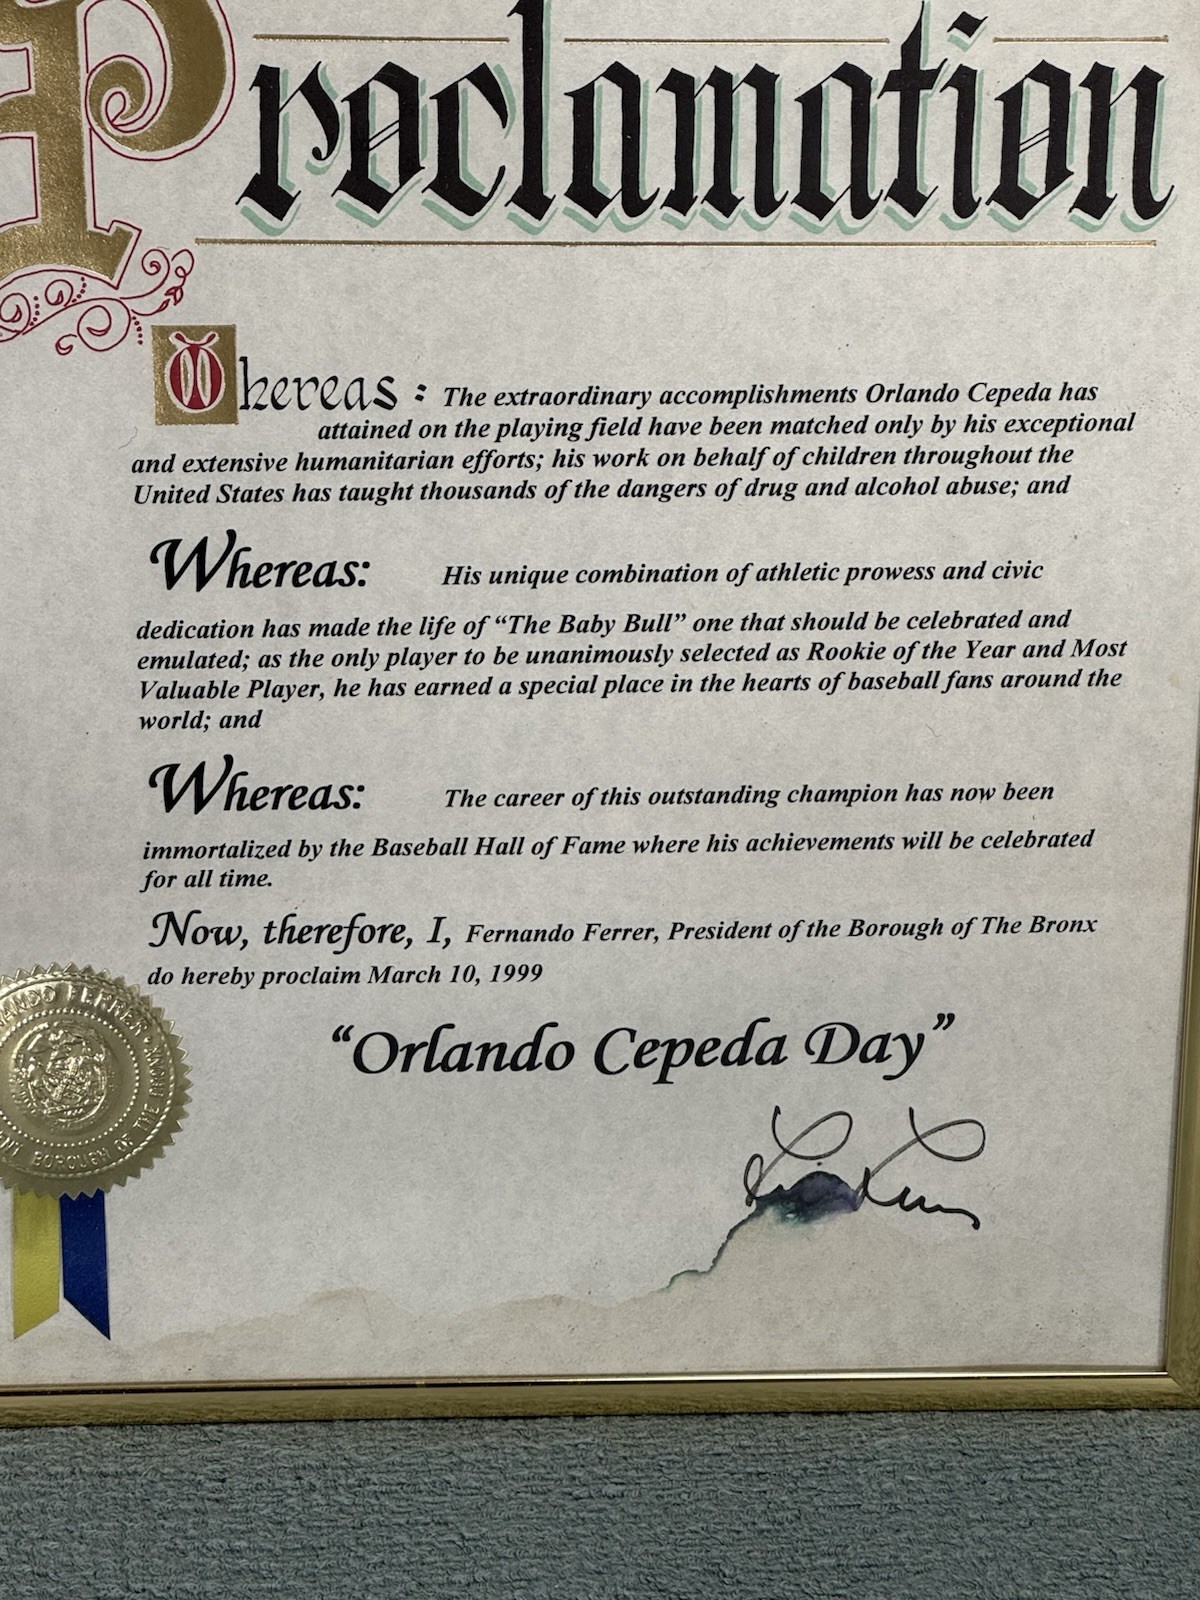 Proclamation
Whereas: The extraordinary accomplishments Orlando Cepeda has
attained on the playing field have been matched only by his exceptional
and extensive humanitarian efforts; his work on behalf of children throughout the
United States has taught thousands of the dangers of drug and alcohol abuse; and
Whereas: His unique combination of athletic prowess and civic
dedication has made the life of “The Baby Bull” one that should be celebrated and
emulated; as the only player to be unanimously selected as Rookie of the Year and Most
Valuable Player, he has earned a special place in the hearts of baseball fans around the
world; and
Whereas: The career of this outstanding champion has now been
immortalized by the Baseball Hall of Fame where his achievements will be celebrated
for all time.
Now, therefore, I, Fernando Ferrer, President of the Borough of The Bronx
do hereby proclaim March 10, 1999
“Orlando Cepeda Day”
FERRER
BOROUGH OF THE BRONX